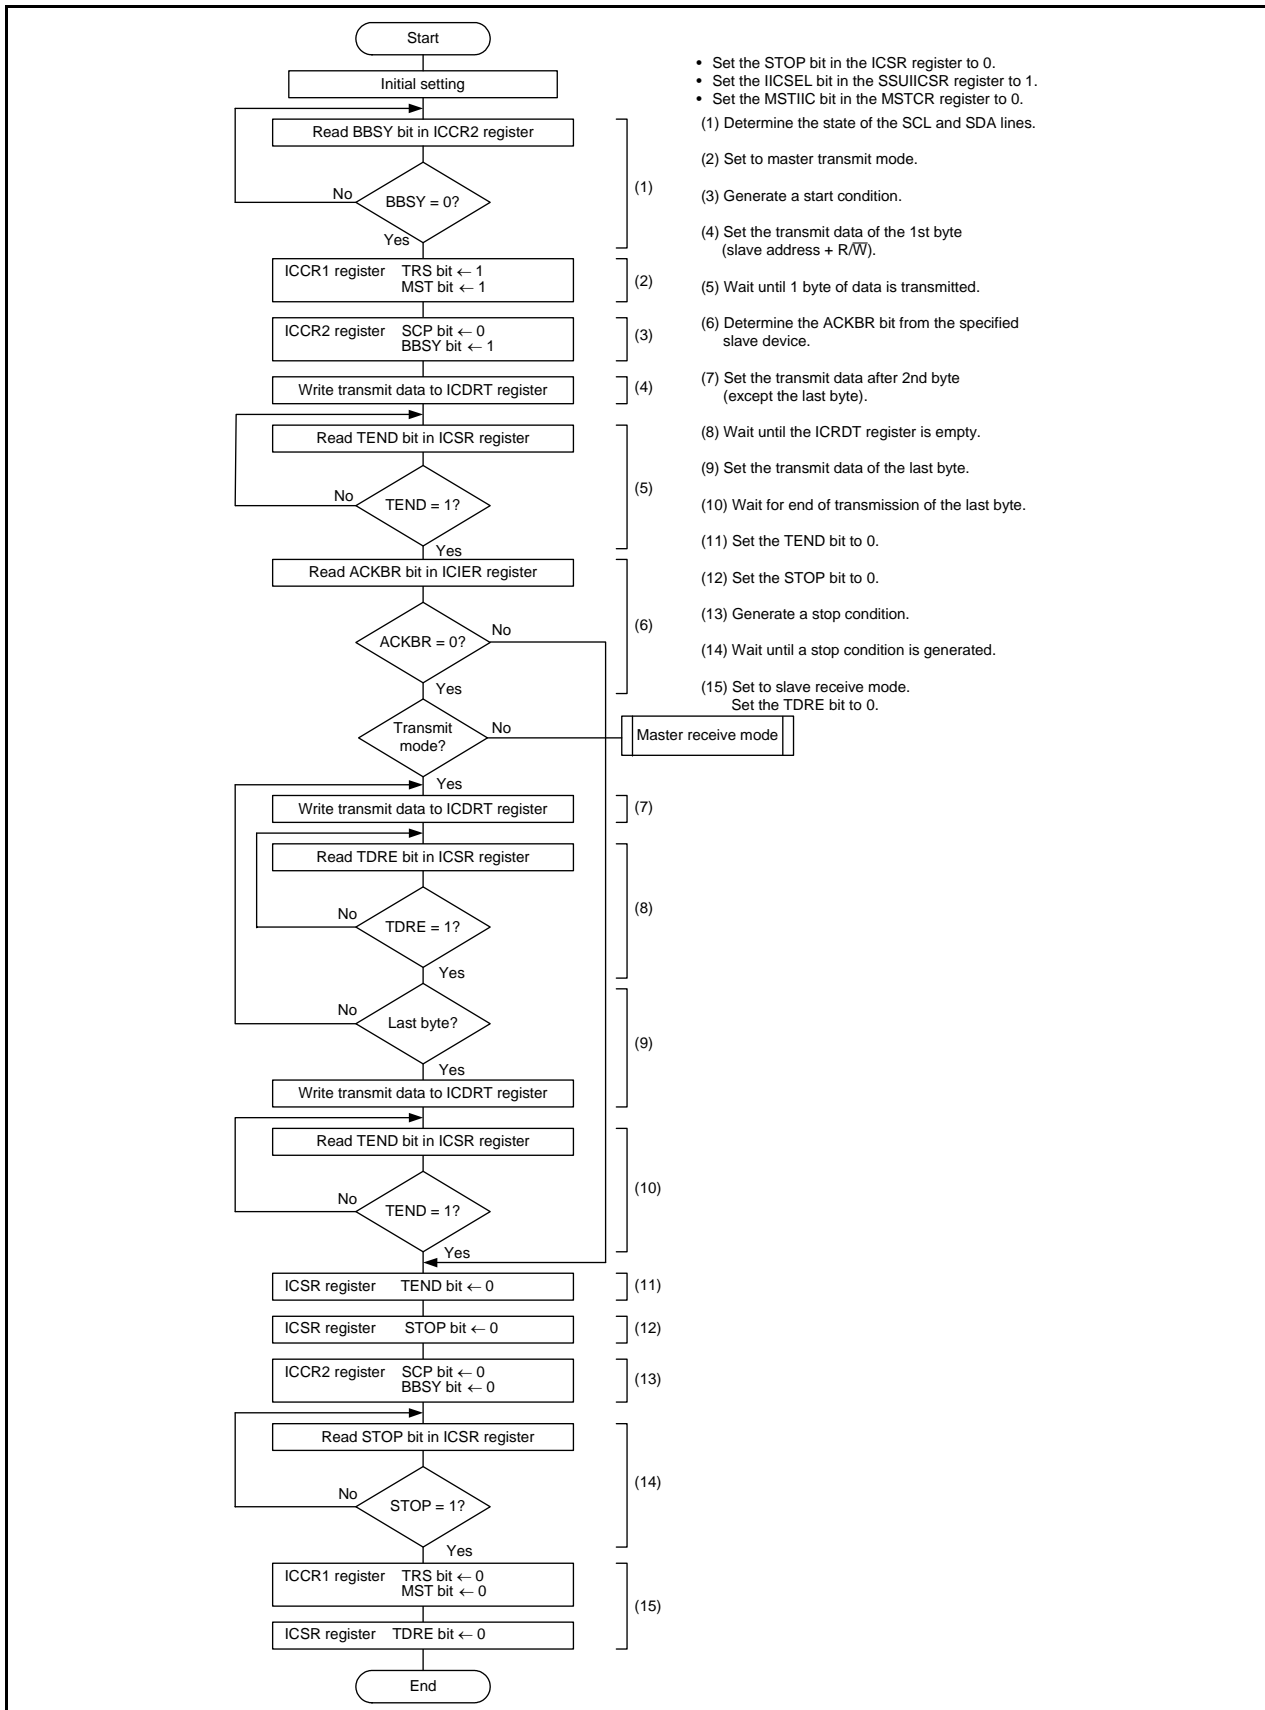 Start
Initial setting
• Set the STOP bit in the ICSR register to 0.
• Set the IICSEL bit in the SSUIICSR register to 1.
• Set the MSTIIC bit in the MSTCR register to 0.
Read BBSY bit in ICCR2 register
BBSY = 0?
No
Yes
(1)
ICCR1 register TRS bit ← 1
MST bit ← 1
(2)
ICCR2 register SCP bit ← 0
BBSY bit ← 1
(3)
Write transmit data to ICDRT register
(4)
Read TEND bit in ICSR register
No
TEND = 1?
Yes
(5)
Read ACKBR bit in ICIER register
ACKBR = 0?
No
Yes
(6)
Transmit
mode?
No
Master receive mode
Yes
Write transmit data to ICDRT register
(7)
Read TDRE bit in ICSR register
No
TDRE = 1?
Yes
(8)
No
Last byte?
Yes
(9)
Write transmit data to ICDRT register
Read TEND bit in ICSR register
No
TEND = 1?
Yes
(10)
ICSR register TEND bit ← 0
(11)
ICSR register STOP bit ← 0
(12)
ICCR2 register SCP bit ← 0
BBSY bit ← 0
(13)
Read STOP bit in ICSR register
No
STOP = 1?
Yes
(14)
ICCR1 register TRS bit ← 0
MST bit ← 0
(15)
ICSR register TDRE bit ← 0
End
(1) Determine the state of the SCL and SDA lines.
(2) Set to master transmit mode.
(3) Generate a start condition.
(4) Set the transmit data of the 1st byte
(slave address + R/W̅).
(5) Wait until 1 byte of data is transmitted.
(6) Determine the ACKBR bit from the specified
slave device.
(7) Set the transmit data after 2nd byte
(except the last byte).
(8) Wait until the ICRDT register is empty.
(9) Set the transmit data of the last byte.
(10) Wait for end of transmission of the last byte.
(11) Set the TEND bit to 0.
(12) Set the STOP bit to 0.
(13) Generate a stop condition.
(14) Wait until a stop condition is generated.
(15) Set to slave receive mode.
Set the TDRE bit to 0.